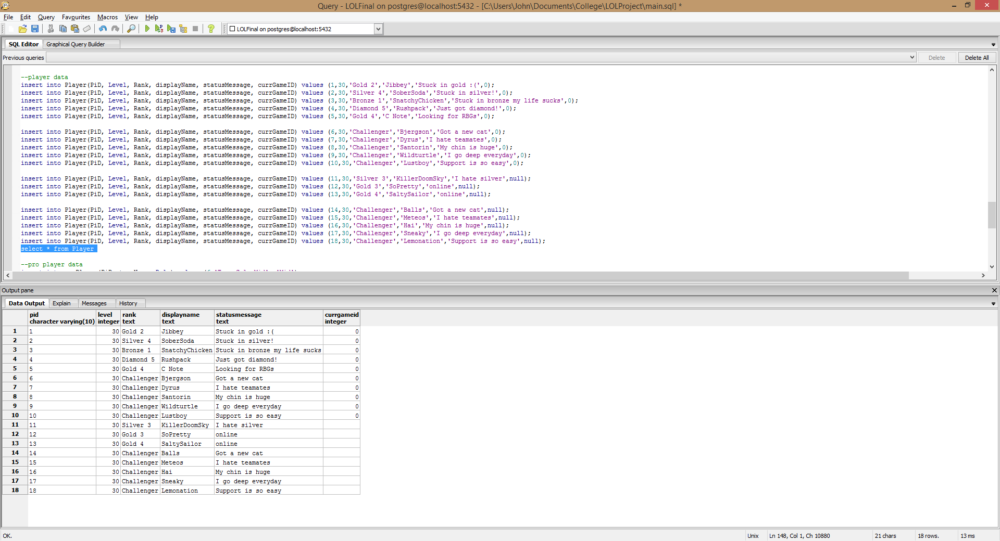 Query - LOLFinal on postgres@localhost:5432 - [C:\Users\John\Documents\College\LOLProject\main.sql] *
File Edit Query Favourites Macros View Help
LOLFinal on postgres@localhost:5432
SQL Editor Graphical Query Builder
Previous queries Delete Delete All
--player data
insert into Player(PiD, Level, Rank, displayName, statusMessage, currGameID) values (1,30,'Gold 2','Jibbey','Stuck in gold :(',0);
insert into Player(PiD, Level, Rank, displayName, statusMessage, currGameID) values (2,30,'Silver 4','SoberSoda','Stuck in silver!',0);
insert into Player(PiD, Level, Rank, displayName, statusMessage, currGameID) values (3,30,'Bronze 1','SnatchyChicken','Stuck in bronze my life sucks',0);
insert into Player(PiD, Level, Rank, displayName, statusMessage, currGameID) values (4,30,'Diamond 5','Rushpack','Just got diamond!',0);
insert into Player(PiD, Level, Rank, displayName, statusMessage, currGameID) values (5,30,'Gold 4','C Note','Looking for RBGs',0);
insert into Player(PiD, Level, Rank, displayName, statusMessage, currGameID) values (6,30,'Challenger','Bjergson','Got a new cat',0);
insert into Player(PiD, Level, Rank, displayName, statusMessage, currGameID) values (7,30,'Challenger','Dyrus','I hate teamates',0);
insert into Player(PiD, Level, Rank, displayName, statusMessage, currGameID) values (8,30,'Challenger','Santorin','My chin is huge',0);
insert into Player(PiD, Level, Rank, displayName, statusMessage, currGameID) values (9,30,'Challenger','Wildturtle','I go deep everyday',0);
insert into Player(PiD, Level, Rank, displayName, statusMessage, currGameID) values (10,30,'Challenger','Lustboy','Support is so easy',0);
insert into Player(PiD, Level, Rank, displayName, statusMessage, currGameID) values (11,30,'Silver 3','KillerDoomSky','I hate silver',null);
insert into Player(PiD, Level, Rank, displayName, statusMessage, currGameID) values (12,30,'Gold 3','SoPretty','online',null);
insert into Player(PiD, Level, Rank, displayName, statusMessage, currGameID) values (13,30,'Gold 4','SaltySailor','online',null);
insert into Player(PiD, Level, Rank, displayName, statusMessage, currGameID) values (14,30,'Challenger','Balls','Got a new cat',null);
insert into Player(PiD, Level, Rank, displayName, statusMessage, currGameID) values (15,30,'Challenger','Meteos','I hate teamates',null);
insert into Player(PiD, Level, Rank, displayName, statusMessage, currGameID) values (16,30,'Challenger','Hai','My chin is huge',null);
insert into Player(PiD, Level, Rank, displayName, statusMessage, currGameID) values (17,30,'Challenger','Sneaky','I go deep everyday',null);
insert into Player(PiD, Level, Rank, displayName, statusMessage, currGameID) values (18,30,'Challenger','Lemonation','Support is so easy',null);
select * from Player
--pro player data
Output pane
Data Output Explain Messages History
pid level rank displayname statusmessage currgameid
character varying(10) integer text text text integer
1 1 30 Gold 2 Jibbey Stuck in gold :( 0
2 2 30 Silver 4 SoberSoda Stuck in silver! 0
3 3 30 Bronze 1 SnatchyChicken Stuck in bronze my life sucks 0
4 4 30 Diamond 5 Rushpack Just got diamond! 0
5 5 30 Gold 4 C Note Looking for RBGs 0
6 6 30 Challenger Bjergson Got a new cat 0
7 7 30 Challenger Dyrus I hate teamates 0
8 8 30 Challenger Santorin My chin is huge 0
9 9 30 Challenger Wildturtle I go deep everyday 0
10 10 30 Challenger Lustboy Support is so easy 0
11 11 30 Silver 3 KillerDoomSky I hate silver
12 12 30 Gold 3 SoPretty online
13 13 30 Gold 4 SaltySailor online
14 14 30 Challenger Balls Got a new cat
15 15 30 Challenger Meteos I hate teamates
16 16 30 Challenger Hai My chin is huge
17 17 30 Challenger Sneaky I go deep everyday
18 18 30 Challenger Lemonation Support is so easy
OK. Unix Ln 148, Col 1, Ch 10880 21 chars 18 rows. 13 ms